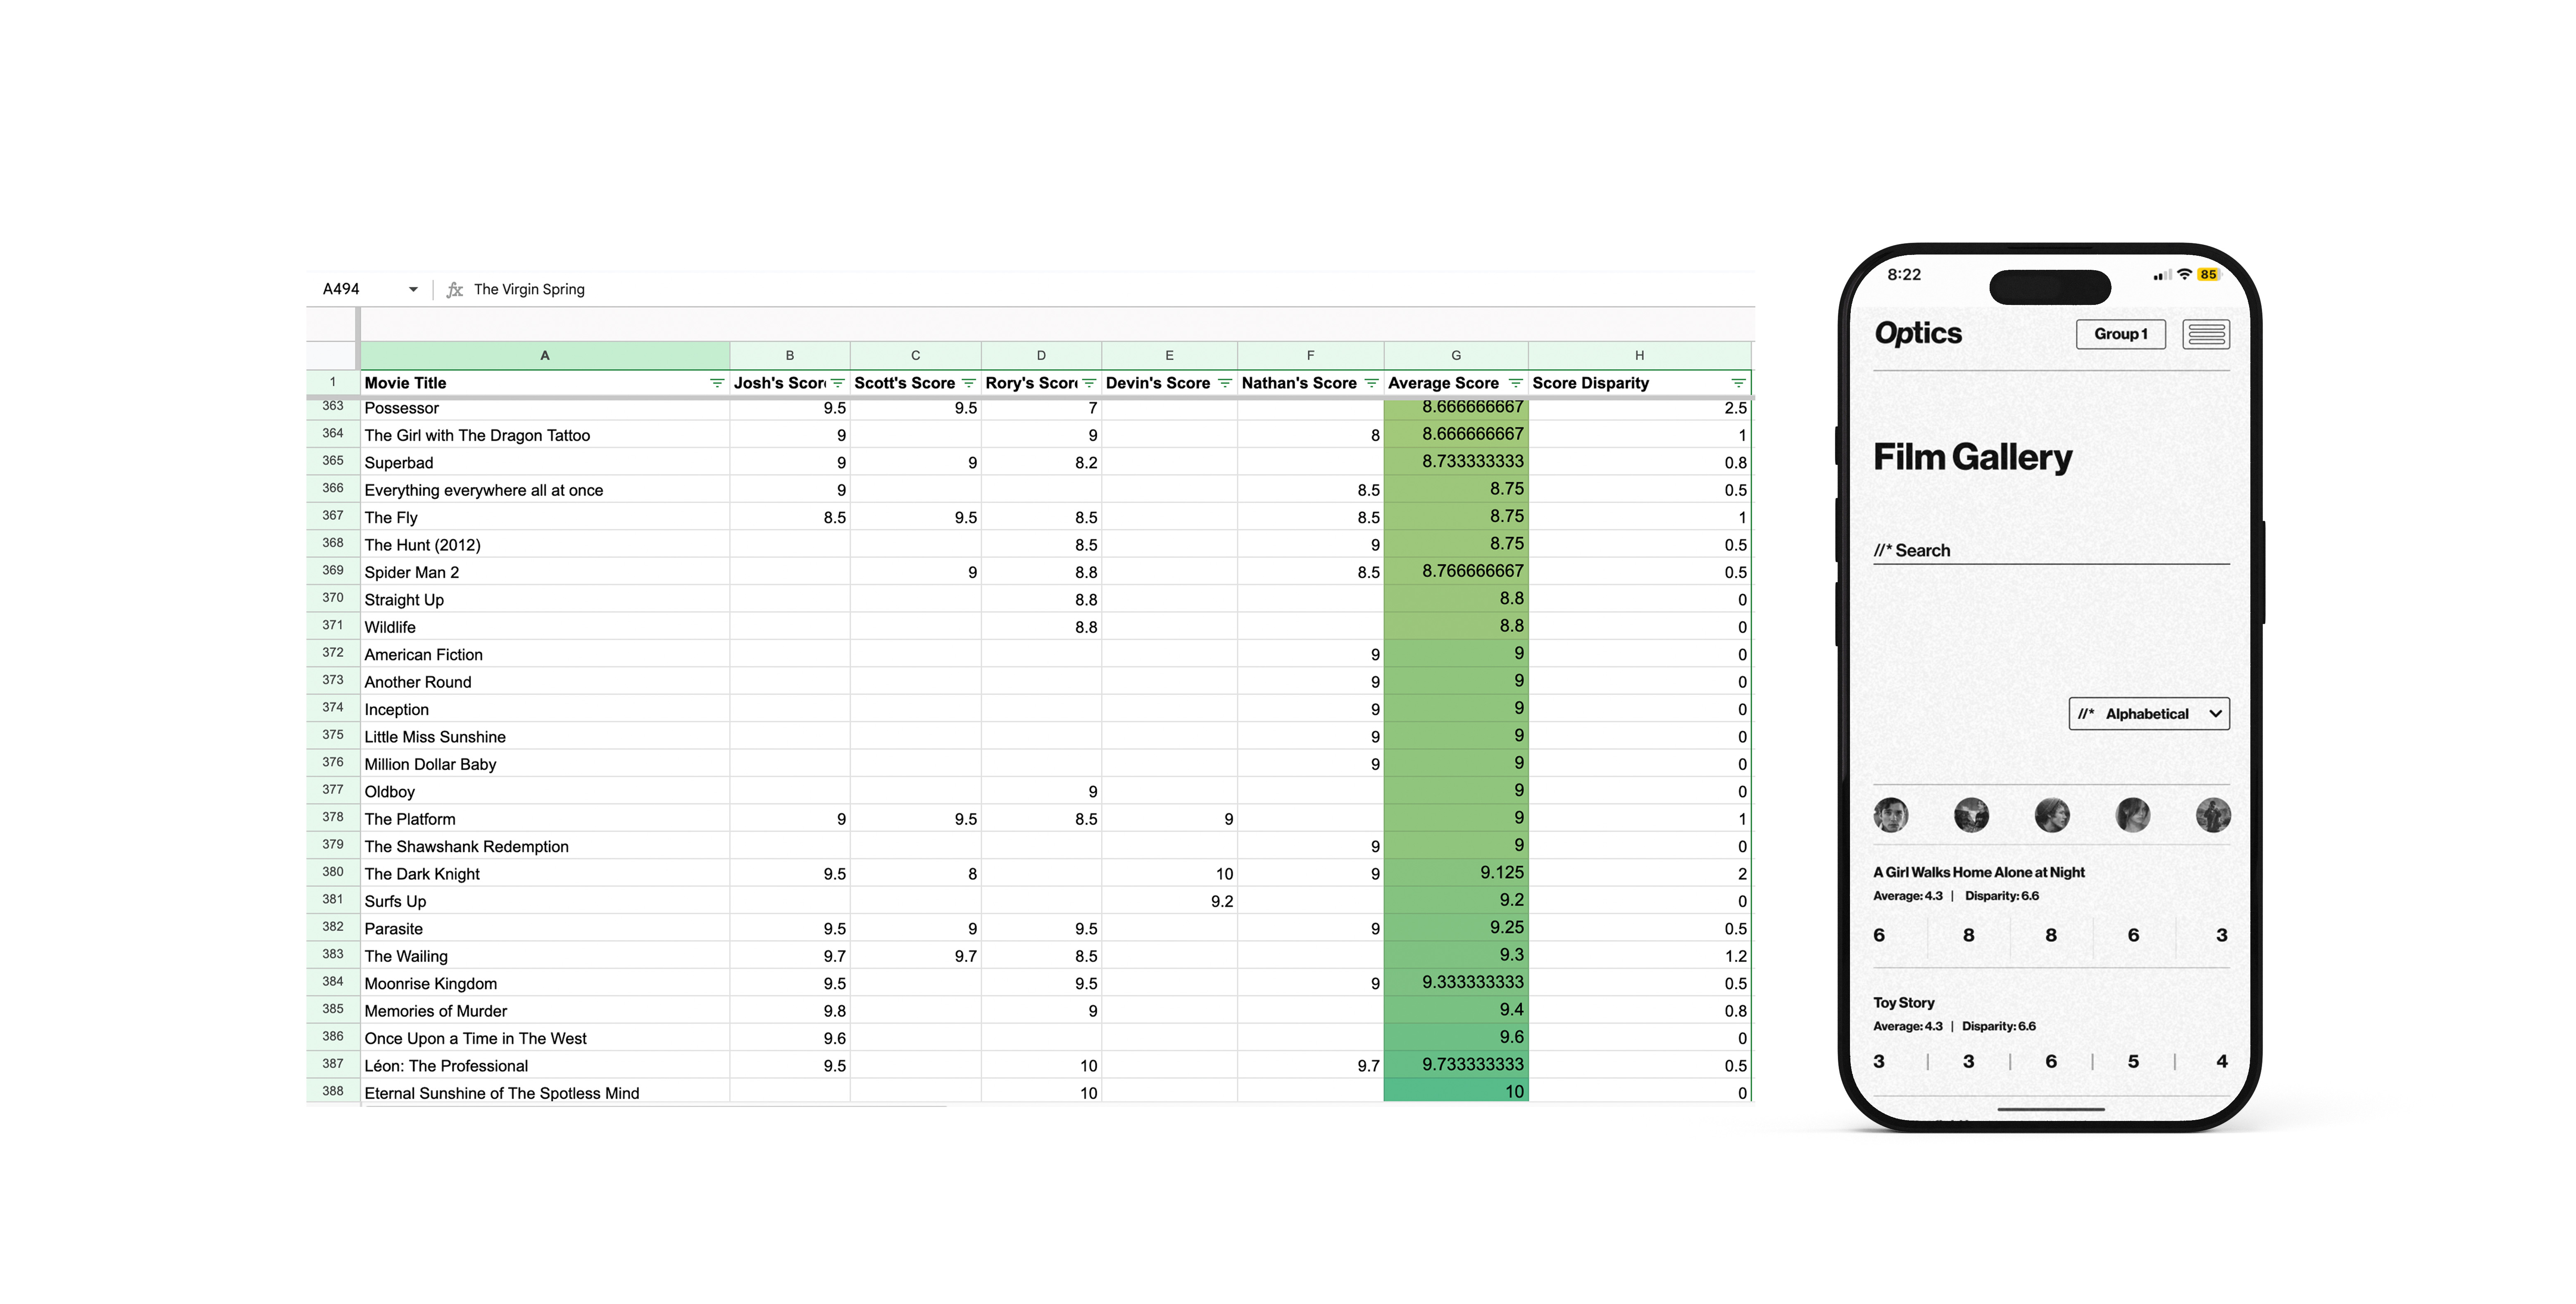 A494 fx The Virgin Spring
A B C D E F G H
1 Movie Title Josh's Scor Scott's Score Rory's Scor Devin's Score Nathan's Score Average Score Score Disparity
363 Possessor 9.5 9.5 7 8.666666667 2.5
364 The Girl with The Dragon Tattoo 9 9 8 8.666666667 1
365 Superbad 9 9 8.2 8.733333333 0.8
366 Everything everywhere all at once 9 8.5 8.75 0.5
367 The Fly 8.5 9.5 8.5 8.5 8.75 1
368 The Hunt (2012) 8.5 9 8.75 0.5
369 Spider Man 2 9 8.8 8.5 8.766666667 0.5
370 Straight Up 8.8 8.8 0
371 Wildlife 8.8 8.8 0
372 American Fiction 9 9 0
373 Another Round 9 9 0
374 Inception 9 9 0
375 Little Miss Sunshine 9 9 0
376 Million Dollar Baby 9 9 0
377 Oldboy 9 9 0
378 The Platform 9 9.5 8.5 9 9 1
379 The Shawshank Redemption 9 9 0
380 The Dark Knight 9.5 8 10 9 9.125 2
381 Surfs Up 9.2 9.2 0
382 Parasite 9.5 9 9.5 9 9.25 0.5
383 The Wailing 9.7 9.7 8.5 9.3 1.2
384 Moonrise Kingdom 9.5 9.5 9 9.333333333 0.5
385 Memories of Murder 9.8 9 9.4 0.8
386 Once Upon a Time in The West 9.6 9.6 0
387 Léon: The Professional 9.5 10 9.7 9.733333333 0.5
388 Eternal Sunshine of The Spotless Mind 10 10 0
8:22 85
Optics Group 1
Film Gallery
//* Search
//* Alphabetical
A Girl Walks Home Alone at Night
Average: 4.3 | Disparity: 6.6
6 8 8 6 3
Toy Story
Average: 4.3 | Disparity: 6.6
3 | 3 | 6 | 5 | 4